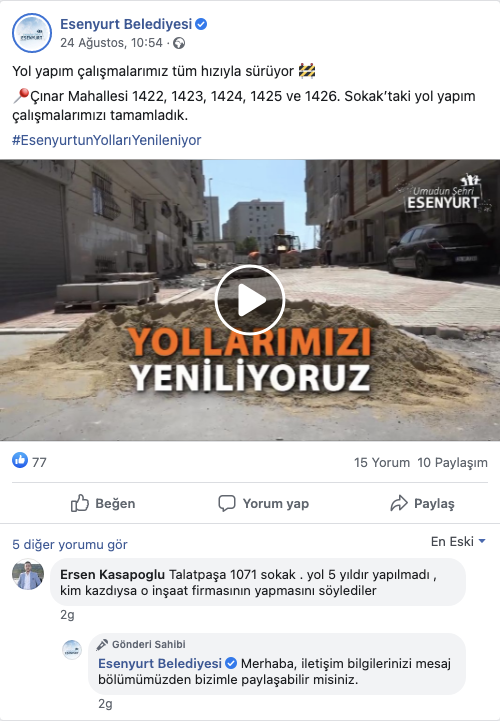 Esenyurt Belediyesi
24 Ağustos, 10:54 ·
Yol yapım çalışmalarımız tüm hızıyla sürüyor
Çınar Mahallesi 1422, 1423, 1424, 1425 ve 1426. Sokak’taki yol yapım
çalışmalarımızı tamamladık.
#EsenyurtunYollarıYenileniyor
Umudun Şehri
ESENYURT
YOLLARIMIZI
YENİLİYORUZ
77
15 Yorum 10 Paylaşım
Beğen Yorum yap Paylaş
5 diğer yorumu gör
En Eski
Ersen Kasapoglu Talatpaşa 1071 sokak . yol 5 yıldır yapılmadı ,
kim kazdıysa o inşaat firmasının yapmasını söylediler
2g
Gönderi Sahibi
Esenyurt Belediyesi Merhaba, iletişim bilgilerinizi mesaj
bölümümüzden bizimle paylaşabilir misiniz.
2g